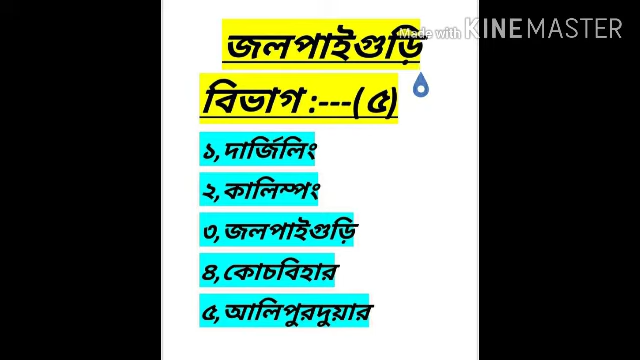 Made with KINEMASTER
জলপাইগুড়ি
বিভাগ :---(৫)
১,দার্জিলিং
২,কালিম্পং
৩,জলপাইগুড়ি
৪,কোচবিহার
৫,আলিপুরদুয়ার